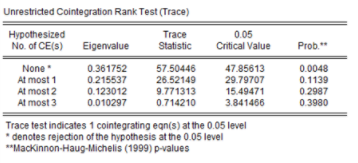 Unrestricted Cointegration Rank Test (Trace)
Hypothesized Trace 0.05
No. of CE(s) Eigenvalue Statistic Critical Value Prob.**
None * 0.361752 57.50446 47.85613 0.0048
At most 1 0.215537 26.52149 29.79707 0.1139
At most 2 0.123012 9.771313 15.49471 0.2987
At most 3 0.010297 0.714210 3.841466 0.3980
Trace test indicates 1 cointegrating eqn(s) at the 0.05 level
* denotes rejection of the hypothesis at the 0.05 level
**MacKinnon-Haug-Michelis (1999) p-values